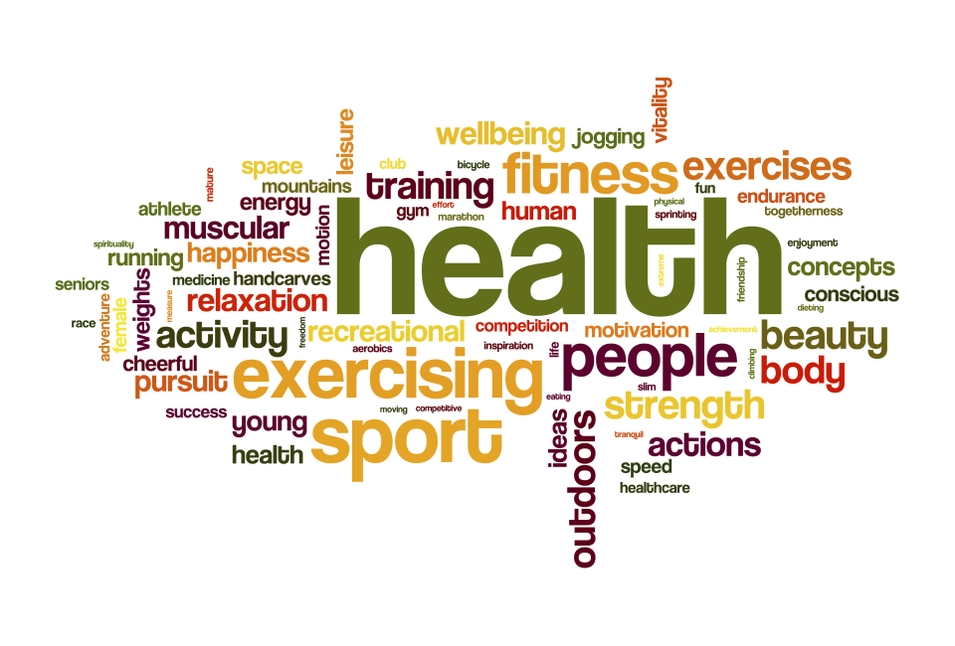 vitality
leisure
wellbeing
jogging
space
club
bicycle
fitness
exercises
mature
mountains
training
fun
endurance
energy
effort
physical
athlete
gym
marathon
human
sprinting
togetherness
muscular
motion
health
spirituality
running
happiness
enjoyment
extreme
friendship
concepts
seniors
weights
medicine
handcarves
conscious
adventure
female
measure
relaxation
dieting
race
activity
freedom
recreational
competition
motivation
achievement
beauty
aerobics
inspiration
life
people
climbing
cheerful
pursuit
exercising
body
slim
eating
strength
success
young
moving
competitive
sport
ideas
outdoors
tranquil
actions
health
speed
healthcare